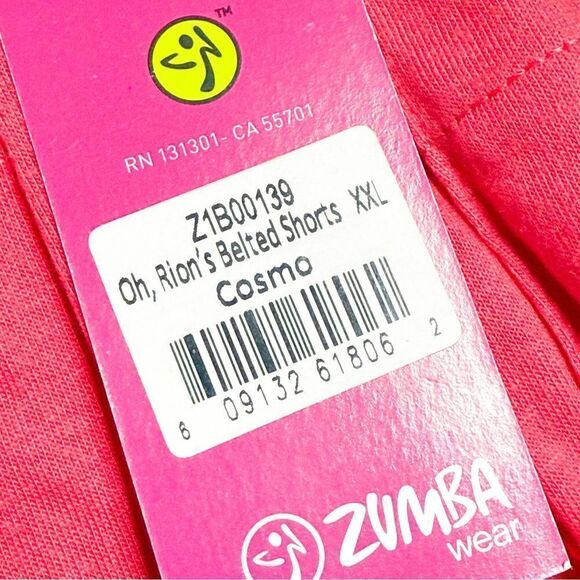 TM
RN 131301- CA 55701
Z1B00139
Oh, Rion's Belted Shorts XXL
Cosmo
6 09132 61806 2
ZUMBA
wear